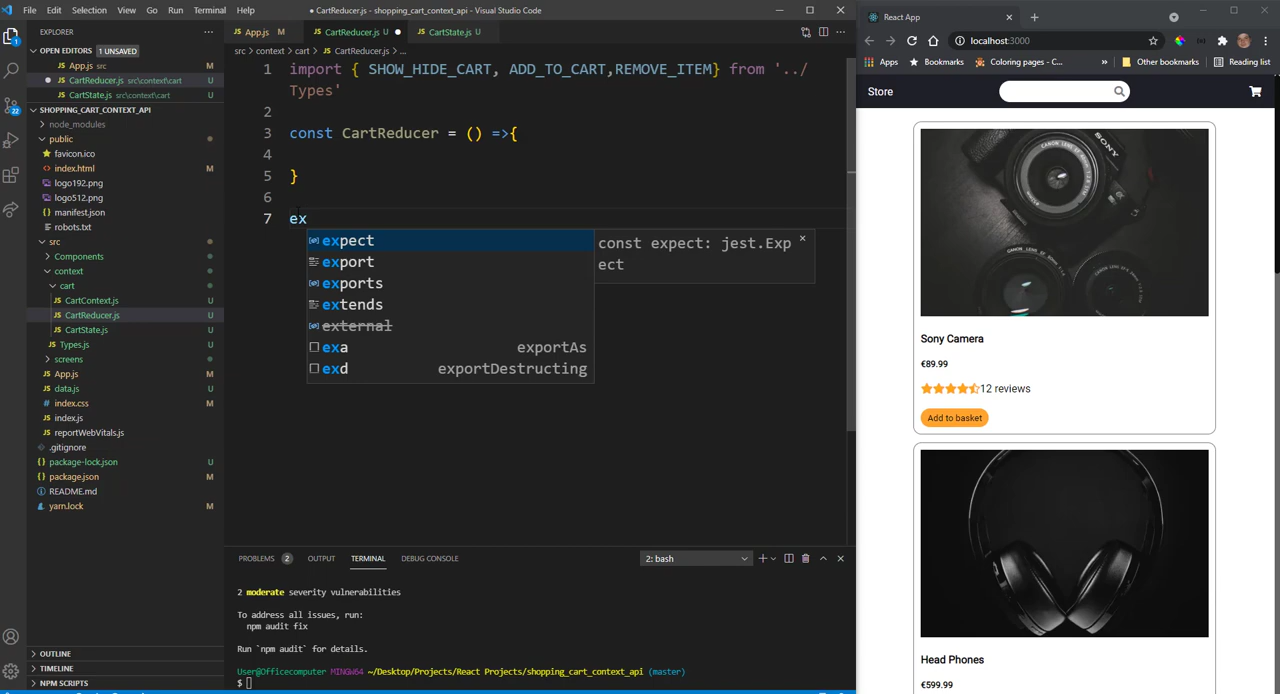 File Edit Selection View Go Run Terminal Help
● CartReducer.js - shopping_cart_context_api - Visual Studio Code
EXPLORER
OPEN EDITORS 1 UNSAVED
App.js src M
CartReducer.js src\context\cart U
CartState.js src\context\cart U
SHOPPING_CART_CONTEXT_API
node_modules
public
favicon.ico
index.html M
logo192.png
logo512.png
manifest.json
robots.txt
src
Components
context
cart
CartContext.js U
CartReducer.js U
CartState.js U
Types.js U
screens
App.js M
data.js U
index.css M
index.js
reportWebVitals.js
.gitignore
package-lock.json U
package.json M
README.md
yarn.lock M
OUTLINE
TIMELINE
NPM SCRIPTS
1
22
App.js M
CartReducer.js U ●
CartState.js U
src > context > cart > CartReducer.js > ...
1 import { SHOW_HIDE_CART, ADD_TO_CART,REMOVE_ITEM} from '../
Types'
2
3 const CartReducer = () =>{
4
5 }
6
7 ex
expect
export
exports
extends
external
exa exportAs
exd exportDestructing
const expect: jest.Exp
ect
PROBLEMS 2 OUTPUT TERMINAL DEBUG CONSOLE
2: bash
2 moderate severity vulnerabilities
To address all issues, run:
npm audit fix
Run `npm audit` for details.
User@Officecomputer MINGW64 ~/Desktop/Projects/React Projects/shopping_cart_context_api (master)
$
React App
localhost:3000
Apps Bookmarks Coloring pages - C... » Other bookmarks Reading list
Store
SONY
Sony Camera
€89.99
12 reviews
Add to basket
Head Phones
€599.99